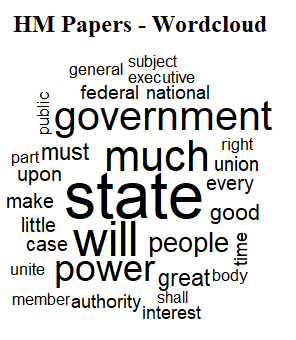 HM Papers - Wordcloud
subject
general
executive
federal national
public
government
right
part must much union
upon
every
state
make
good
little
will
case
people
time
unite
power
great body
member authority shall
interest